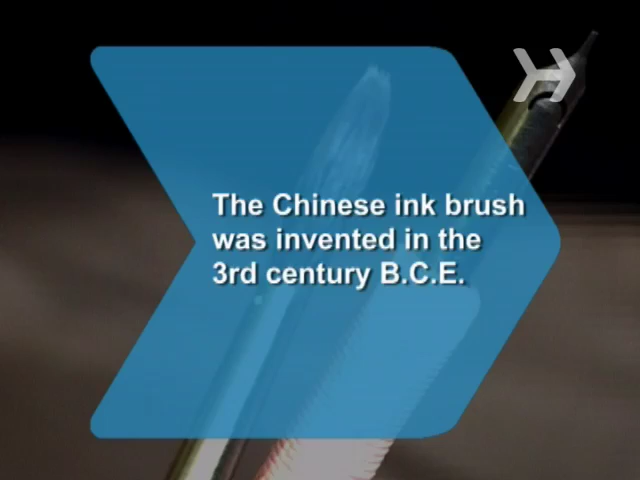 The Chinese ink brush
was invented in the
3rd century B.C.E.